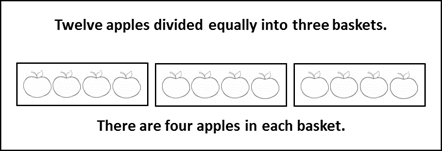 Twelve apples divided equally into three baskets.
There are four apples in each basket.